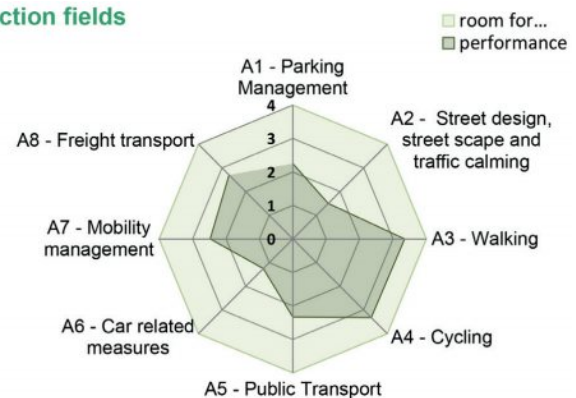 ction fields
room for...
performance
A1 - Parking
Management
A2 - Street design,
street scape and
traffic calming
A8 - Freight transport
4
3
2
1
0
A7 - Mobility
management
A3 - Walking
A6 - Car related
measures
A4 - Cycling
A5 - Public Transport